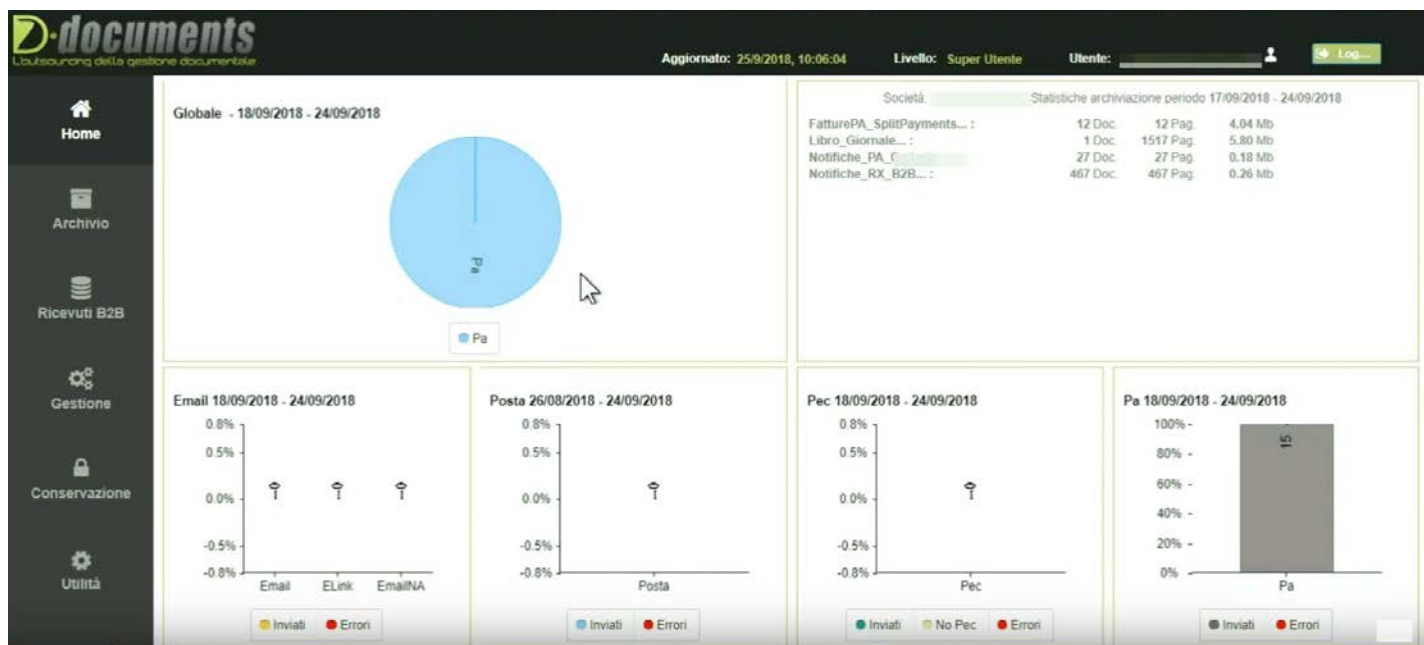 D-documents
L'outsourcing della gestione documentale
Aggiornato: 25/9/2018, 10:06:04 Livello: Super Utente Utente: Log...
Home
Archivio
Ricevuti B2B
Gestione
Conservazione
Utilità
Globale - 18/09/2018 - 24/09/2018
Pa
Pa
Società Statistiche archiviazione periodo 17/09/2018 - 24/09/2018
FatturePA_SplitPayments... : 12 Doc. 12 Pag. 4.04 Mb
Libro_Giornale... : 1 Doc. 1517 Pag. 5.80 Mb
Notifiche_PA_ 27 Doc. 27 Pag. 0.18 Mb
Notifiche_RX_B2B... : 467 Doc. 467 Pag. 0.26 Mb
Email 18/09/2018 - 24/09/2018
0.8%
0.5%
0.0%
-0.5%
-0.8%
Email ELink EmailNA
Inviati Errori
Posta 26/08/2018 - 24/09/2018
0.8%
0.5%
0.0%
-0.5%
-0.8%
Posta
Inviati Errori
Pec 18/09/2018 - 24/09/2018
0.8%
0.5%
0.0%
-0.5%
-0.8%
Pec
Inviati No Pec Errori
Pa 18/09/2018 - 24/09/2018
100%
15
80%
60%
40%
20%
0%
Pa
Inviati Errori